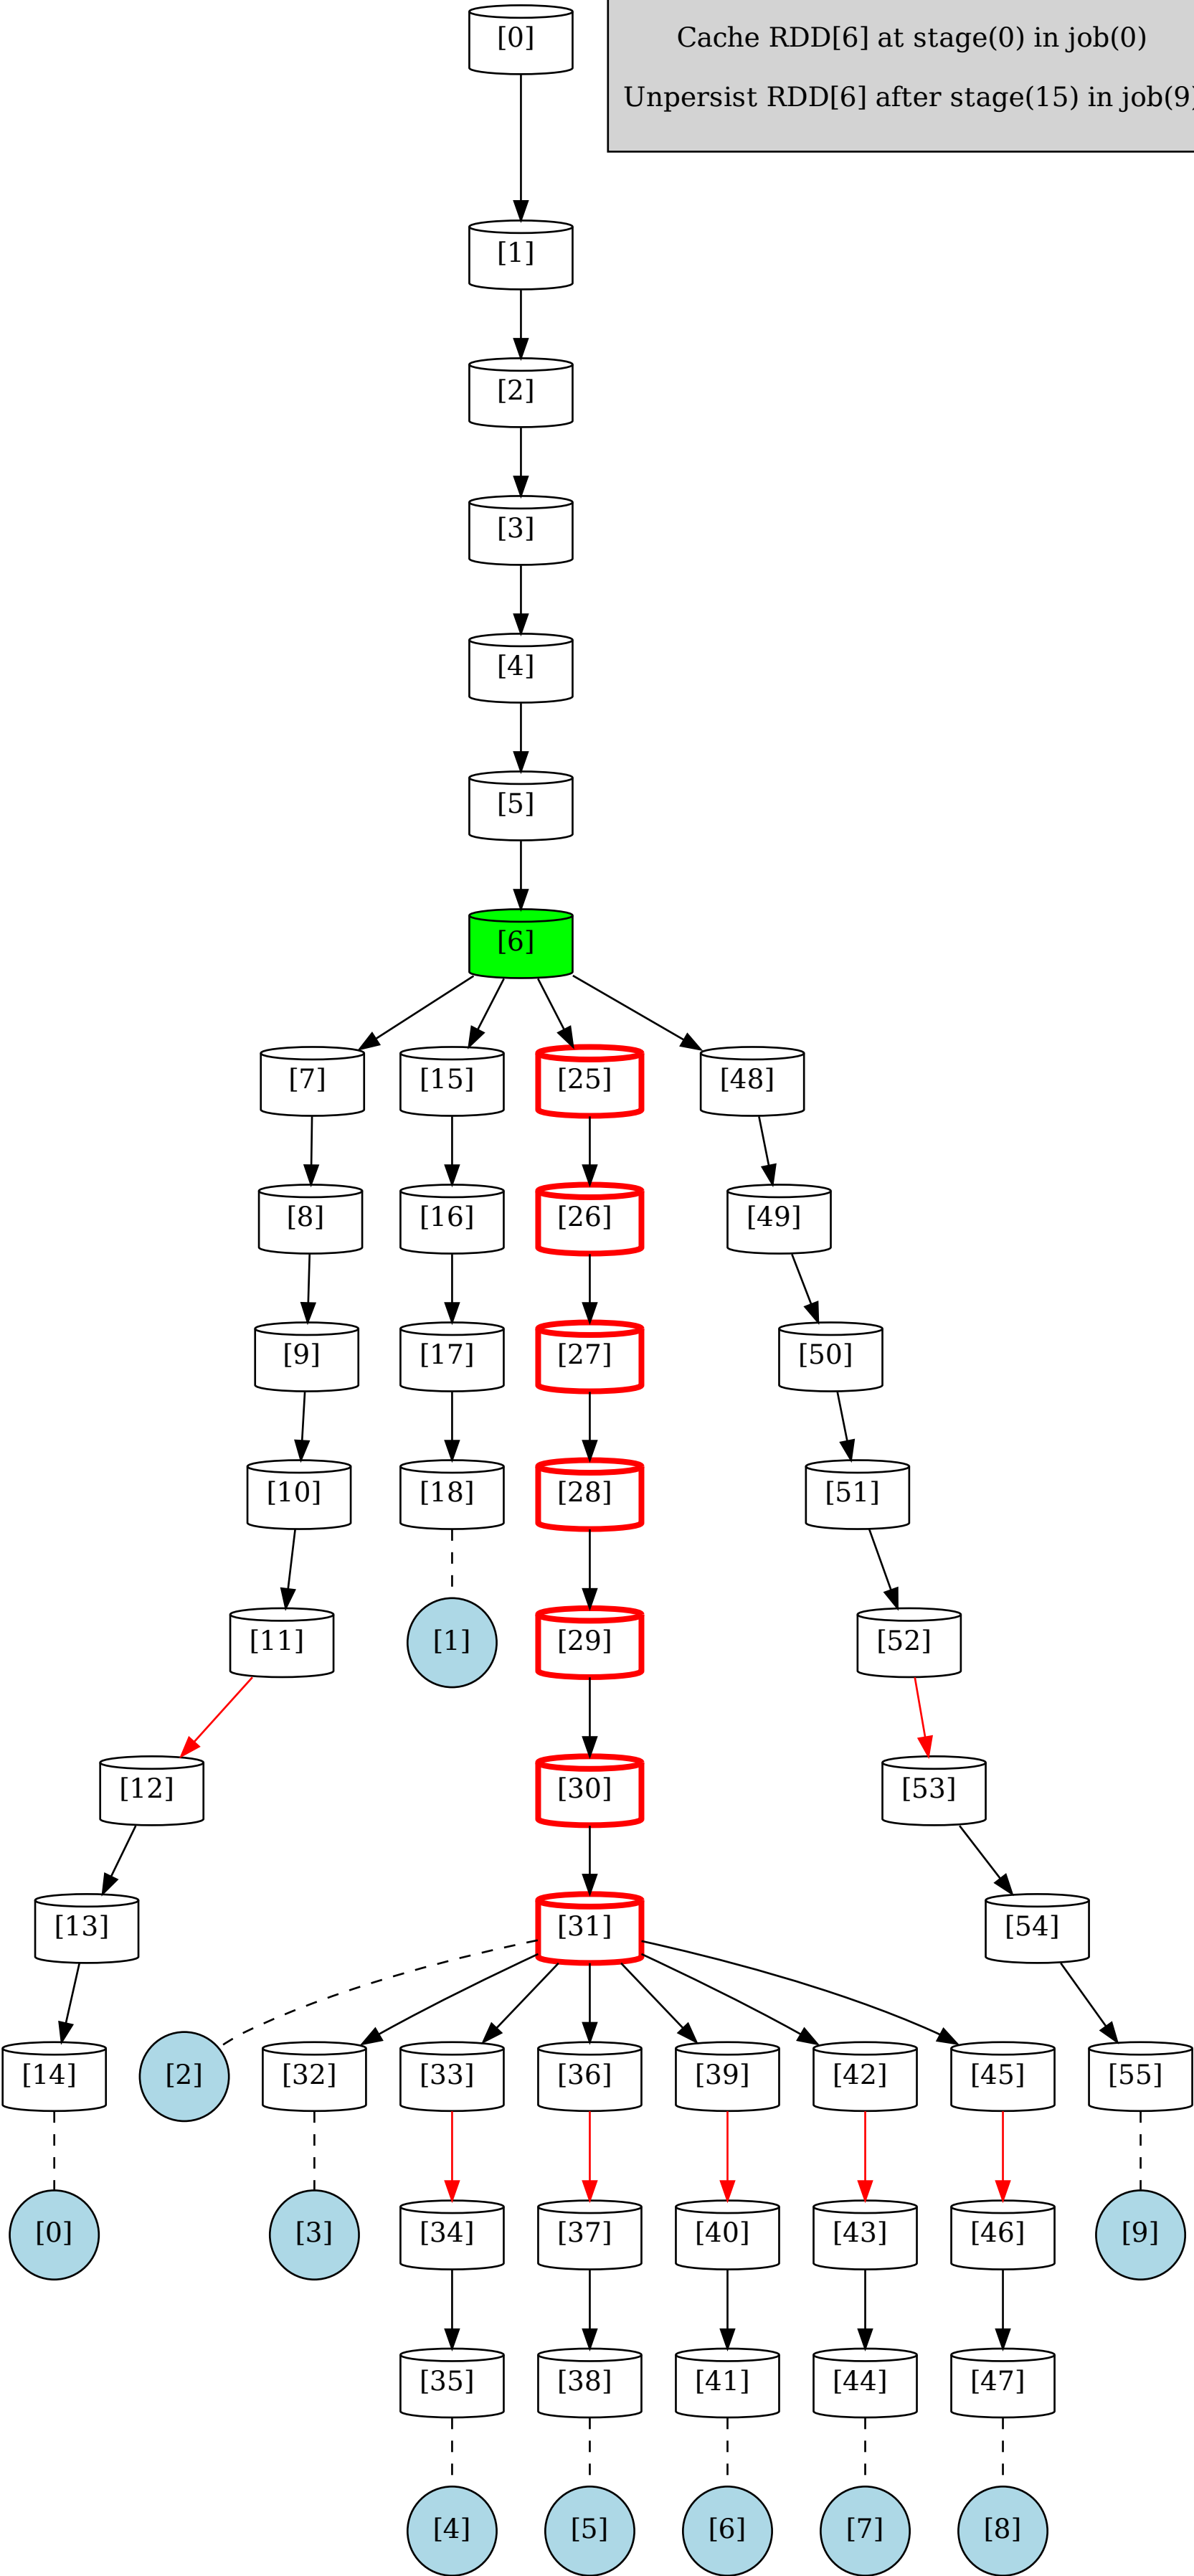 [0]
Cache RDD[6] at stage(0) in job(0)
Unpersist RDD[6] after stage(15) in job(9)
[1]
[2]
[3]
[4]
[5]
[6]
[7] [15] [25] [48]
[8] [16] [26] [49]
[9] [17] [27] [50]
[10] [18] [28] [51]
[11] [1] [29] [52]
[12] [30] [53]
[13] [31] [54]
[14] [2] [32] [33] [36] [39] [42] [45] [55]
[0] [3] [34] [37] [40] [43] [46] [9]
[35] [38] [41] [44] [47]
[4] [5] [6] [7] [8]